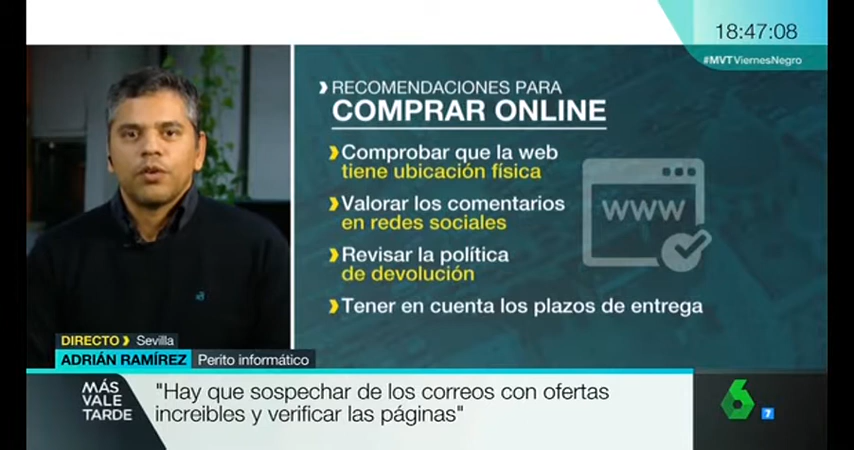 18:47:08
#MVTViernesNegro
RECOMENDACIONES PARA
COMPRAR ONLINE
Comprobar que la web
tiene ubicación física
Valorar los comentarios
en redes sociales
Revisar la política
de devolución
Tener en cuenta los plazos de entrega
WWW
DIRECTO Sevilla
ADRIÁN RAMÍREZ Perito informático
MÁS
VALE
TARDE
"Hay que sospechar de los correos con ofertas
increibles y verificar las páginas"
6
7